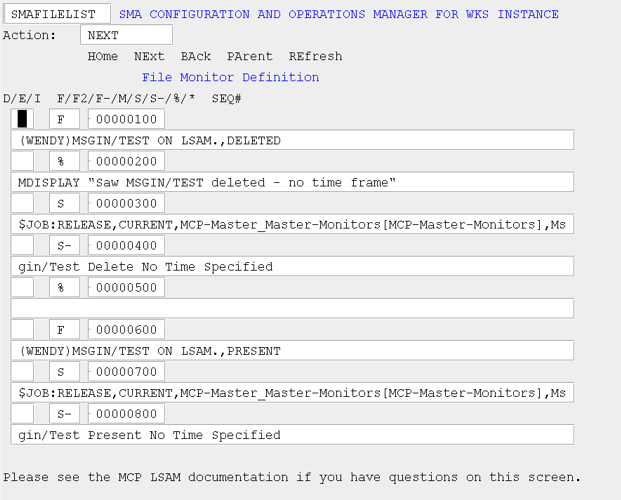 SMAFILELIST SMA CONFIGURATION AND OPERATIONS MANAGER FOR WKS INSTANCE
Action: NEXT
HOme NExt BAck PArent REfresh
File Monitor Definition
D/E/I F/F2/F-/M/S/S-/%/* SEQ#
F 00000100
(WENDY)MSGIN/TEST ON LSAM.,DELETED
% 00000200
MDISPLAY "Saw MSGIN/TEST deleted - no time frame"
S 00000300
$JOB:RELEASE,CURRENT,MCP-Master_Master-Monitors[MCP-Master-Monitors],Ms
S- 00000400
gin/Test Delete No Time Specified
% 00000500
F 00000600
(WENDY)MSGIN/TEST ON LSAM.,PRESENT
S 00000700
$JOB:RELEASE,CURRENT,MCP-Master_Master-Monitors[MCP-Master-Monitors],Ms
S- 00000800
gin/Test Present No Time Specified
Please see the MCP LSAM documentation if you have questions on this screen.